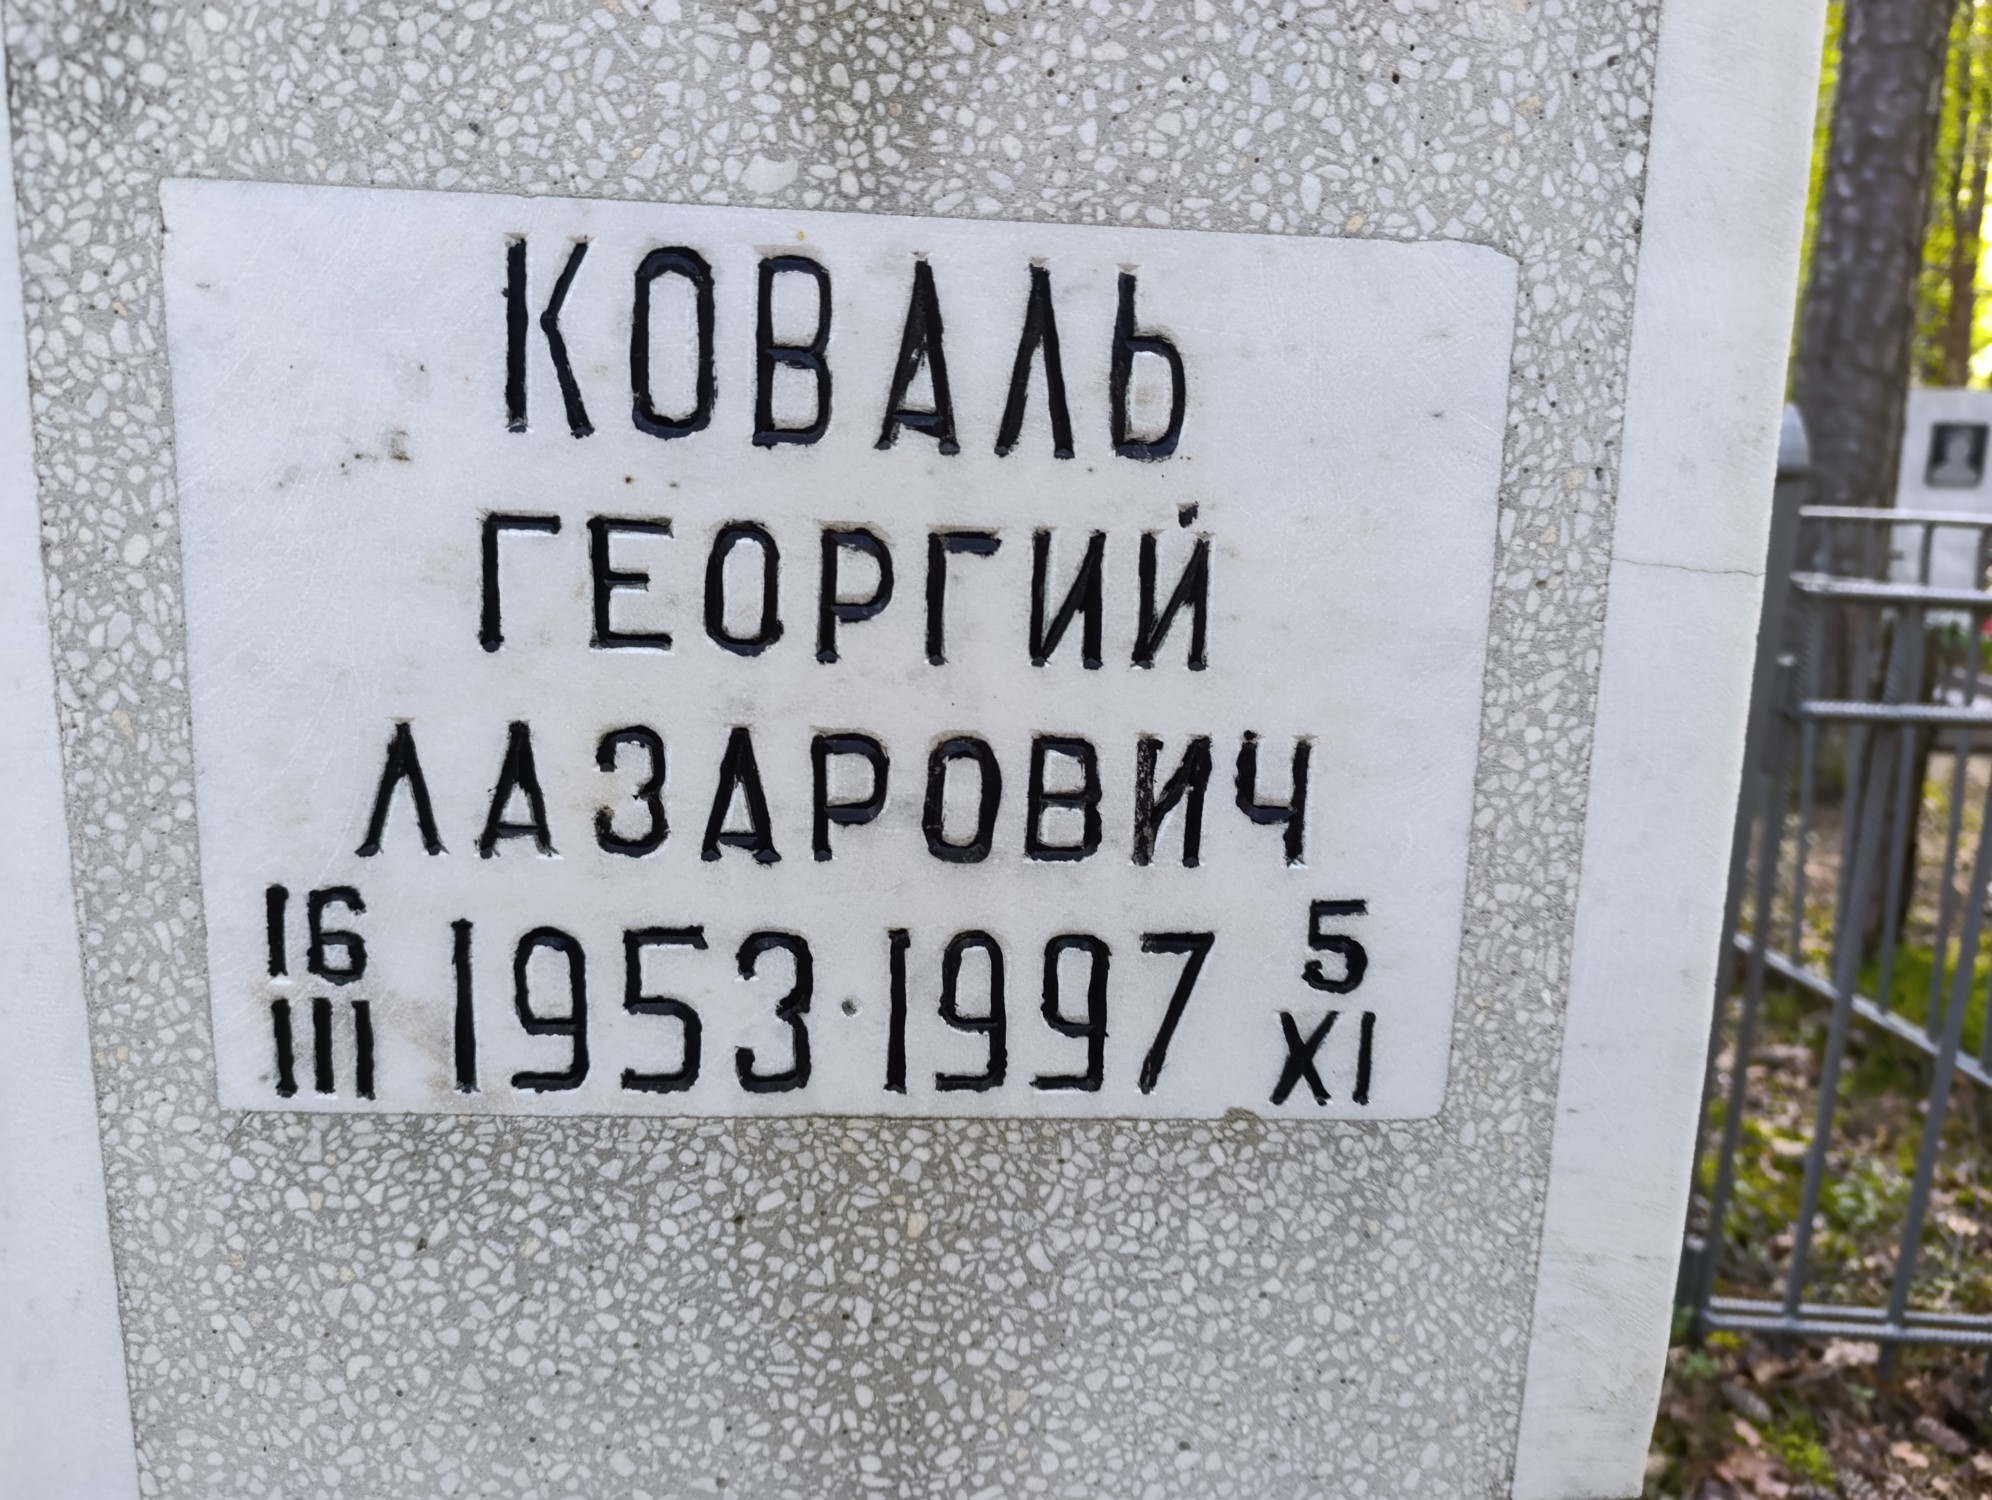 КОВАЛЬ
ГЕОРГИЙ
ЛАЗАРОВИЧ
16 III 1953·1997 5 XI